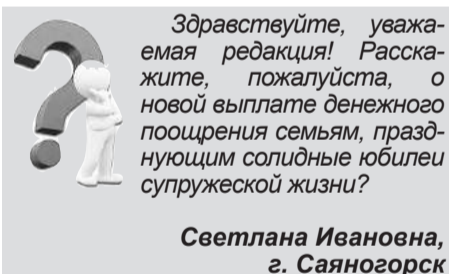 Здравствуйте, уважа-
емая редакция! Расска-
жите, пожалуйста, о
новой выплате денежного
поощрения семьям, празд-
нующим солидные юбилеи
супружеской жизни?
Светлана Ивановна,
г. Саяногорск